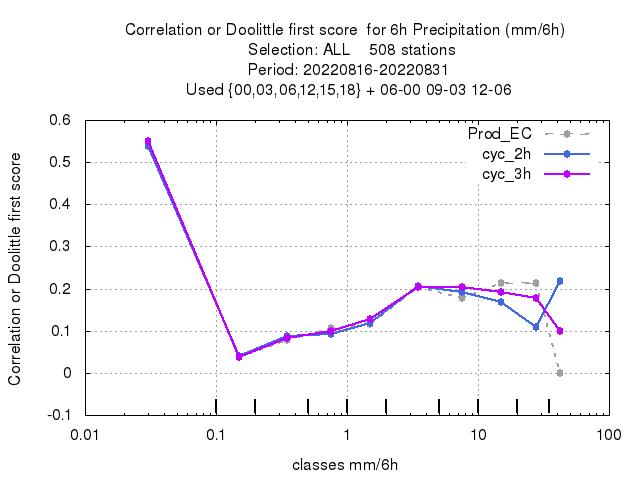 Correlation or Doolittle first score  for 6h Precipitation (mm/6h)
Selection: ALL    508 stations
Period: 20220816-20220831
Used {00,03,06,12,15,18} + 06-00 09-03 12-06
Prod_EC
cyc_2h
cyc_3h
Correlation or Doolittle first score
0.6
0.5
0.4
0.3
0.2
0.1
0
-0.1
0.01 0.1 1 10 100
classes mm/6h